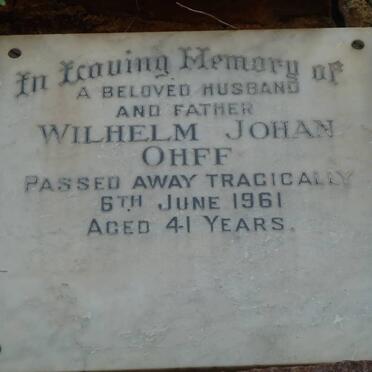 In Loving Memory of
A BELOVED HUSBAND
AND FATHER
WILHELM JOHAN
OHFF
PASSED AWAY TRAGICALLY
6TH JUNE 1961
AGED 41 YEARS.